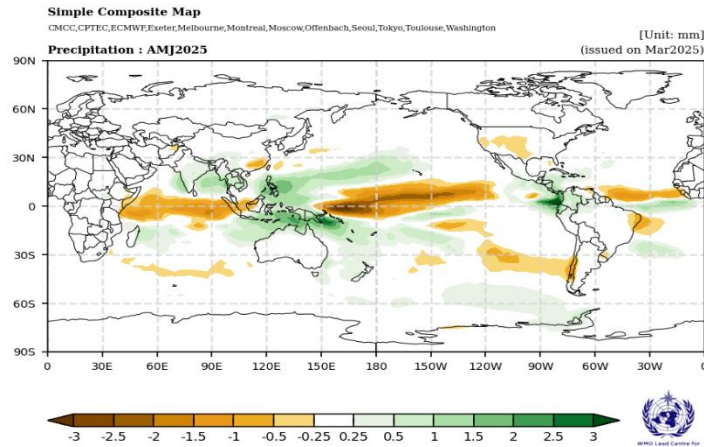 Simple Composite Map
CMCC,CPTEC,ECMWF,Exeter,Melbourne,Montreal,Moscow,Offenbach,Seoul,Tokyo,Toulouse,Washington
[Unit: mm]
Precipitation : AMJ2025
(issued on Mar2025)
90N
60N
30N
0
30S
60S
90S
0 30E 60E 90E 120E 150E 180 150W 120W 90W 60W 30W 0
-3 -2.5 -2 -1.5 -1 -0.5 -0.25 0.25 0.5 1 1.5 2 2.5 3
WMO Lead Centre for